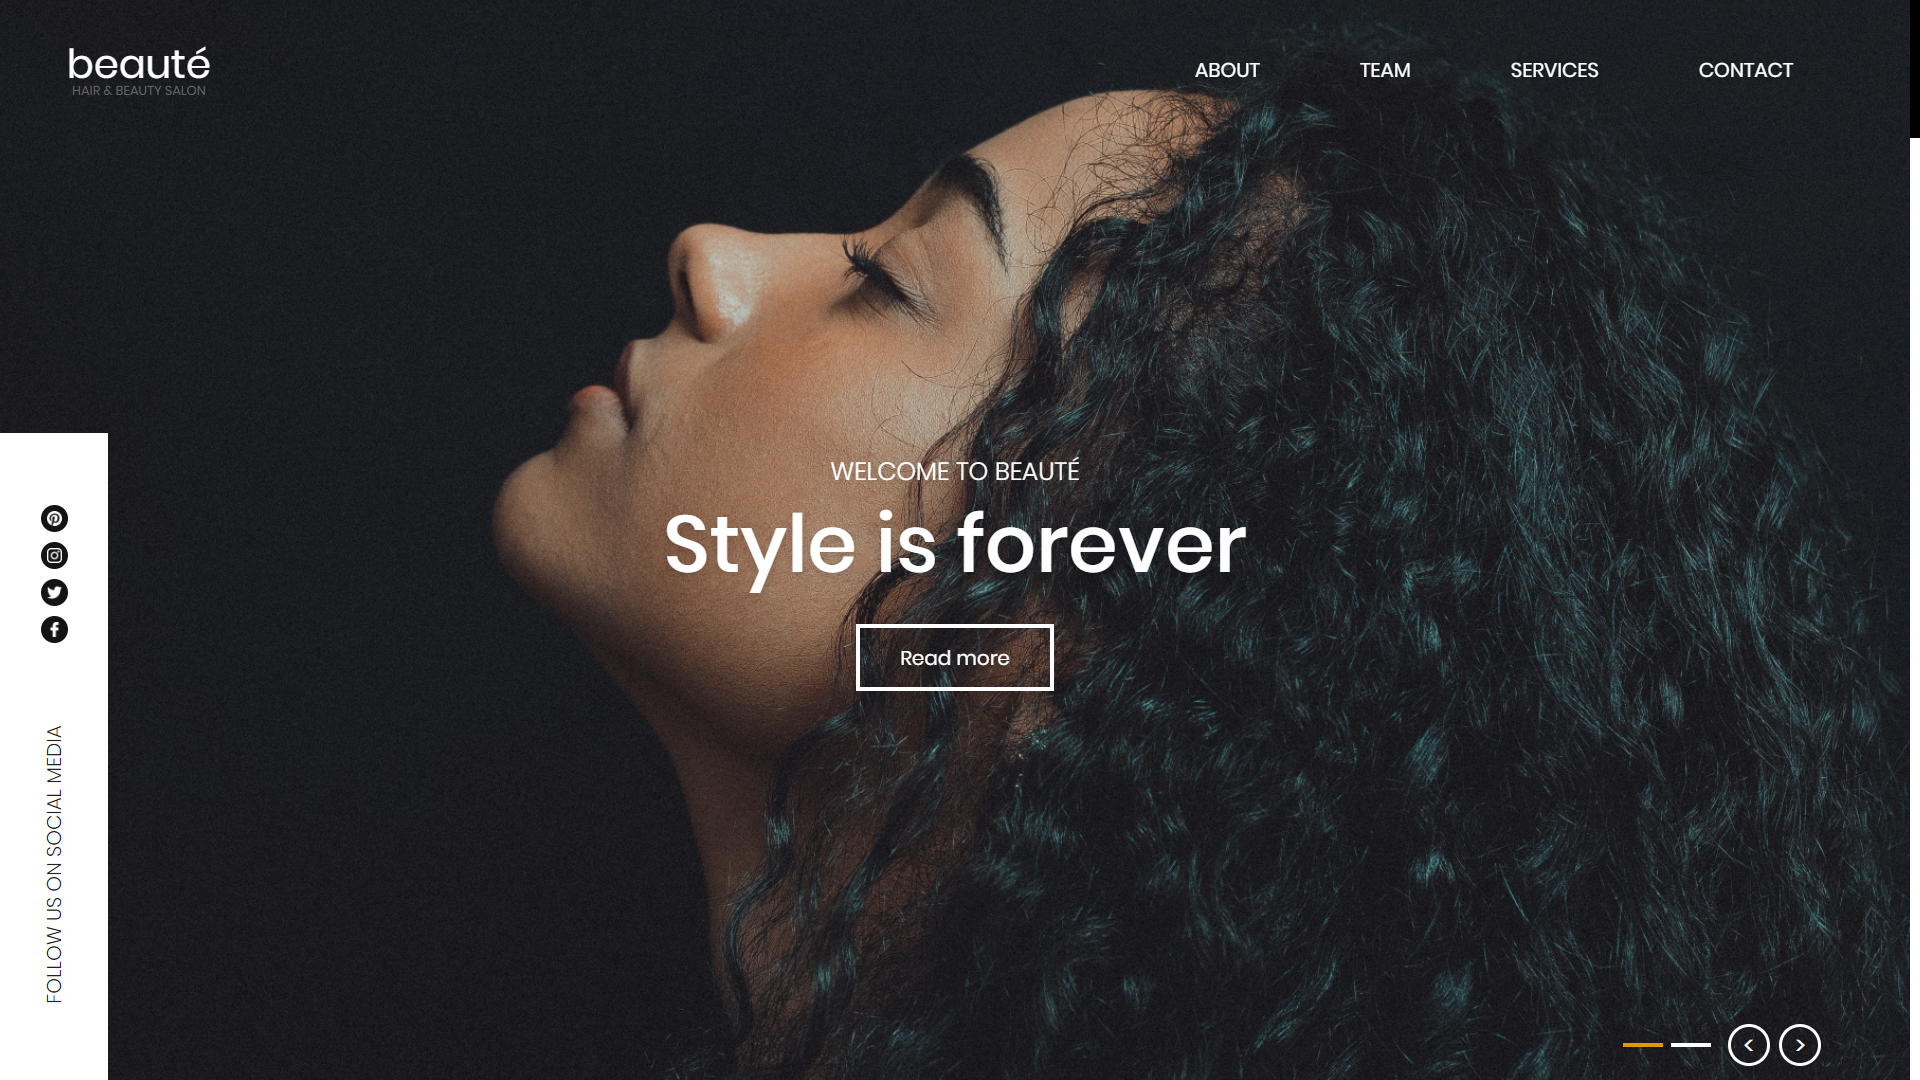 beauté
HAIR & BEAUTY SALON
ABOUT
TEAM
SERVICES
CONTACT
WELCOME TO BEAUTÉ
Style is forever
Read more
FOLLOW US ON SOCIAL MEDIA